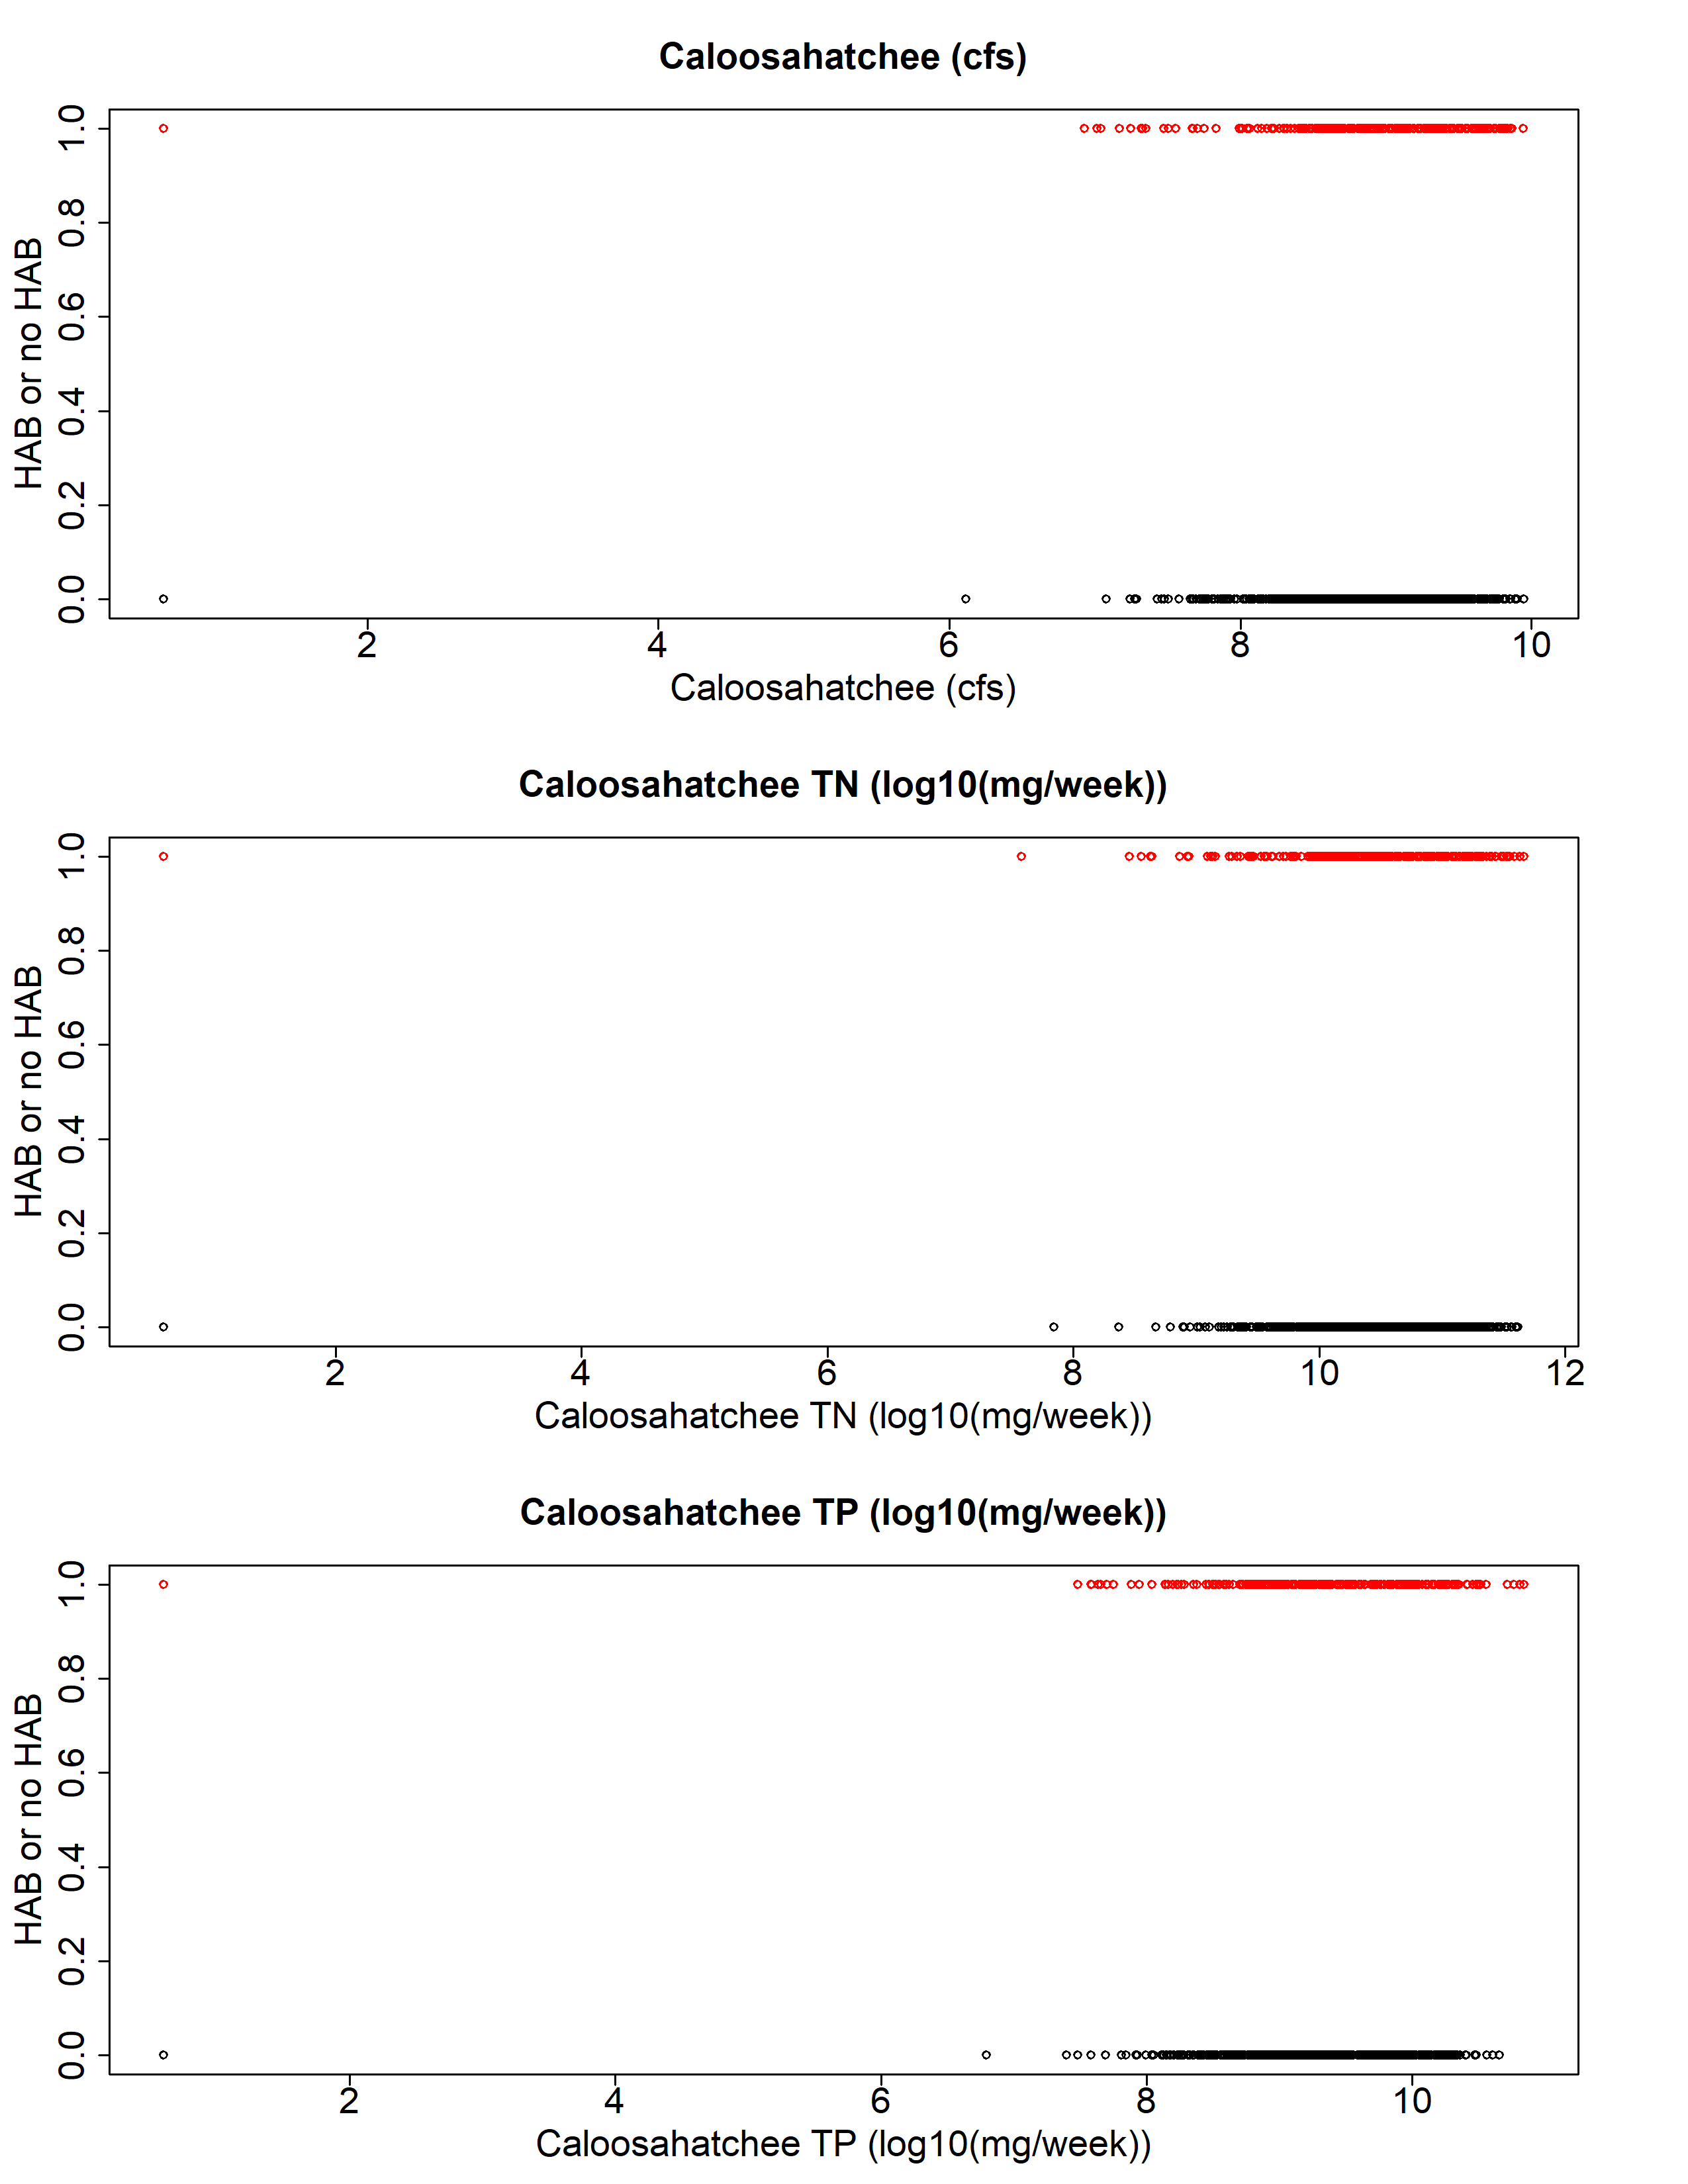 Caloosahatchee (cfs)
HAB or no HAB
1.0
0.8
0.6
0.4
0.2
0.0
2 4 6 8 10
Caloosahatchee (cfs)
Caloosahatchee TN (log10(mg/week))
HAB or no HAB
1.0
0.8
0.6
0.4
0.2
0.0
2 4 6 8 10 12
Caloosahatchee TN (log10(mg/week))
Caloosahatchee TP (log10(mg/week))
HAB or no HAB
1.0
0.8
0.6
0.4
0.2
0.0
2 4 6 8 10
Caloosahatchee TP (log10(mg/week))